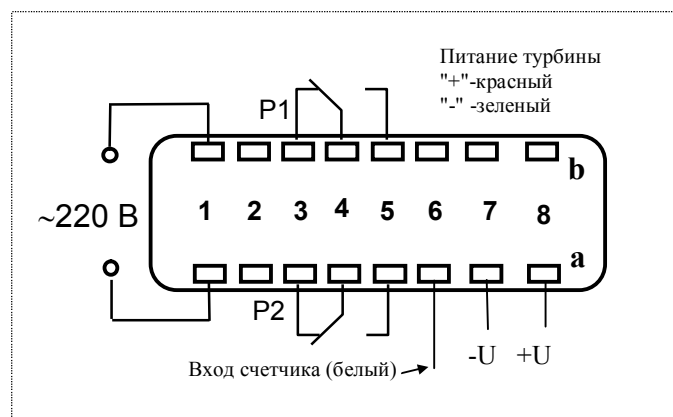 Питание турбины
"+"-красный
"-" -зеленый
P1
b
~220 В
1 2 3 4 5 6 7 8
a
P2
-U +U
Вход счетчика (белый)